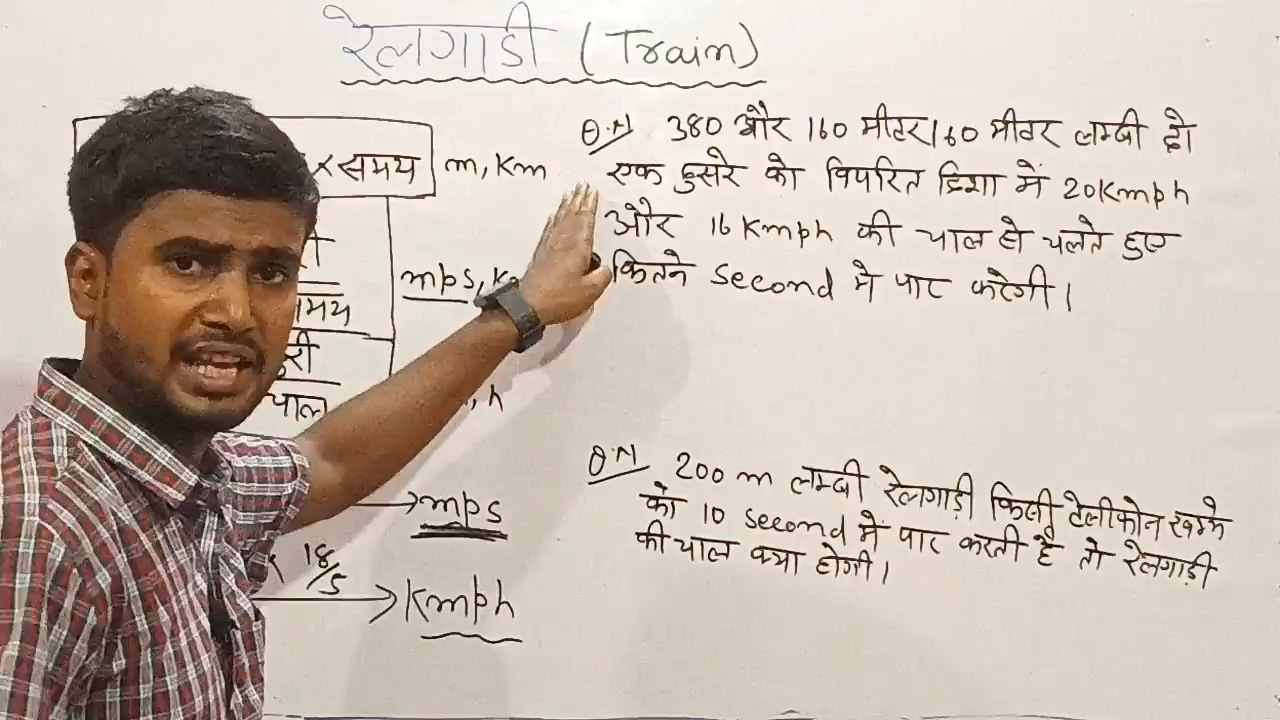 रेलगाडी (Train)
×समय m, Km
mps,
मय
री
चाल , h
→mps
18/5
→Kmph
Q.N 380 और 160 मीटर, 160 मीटर लम्बी दो
एक दुसरे को विपरित दिशा में 20Kmph
और 16 Kmph की चाल से चलते हुए
कितने second मे पार करेगी।
Q.N 200 m लम्बी रेलगाड़ी किसी टेलीफोन खम्भे
को 10 second मे पार करती है तो रेलगाड़ी
की चाल क्या होगी।